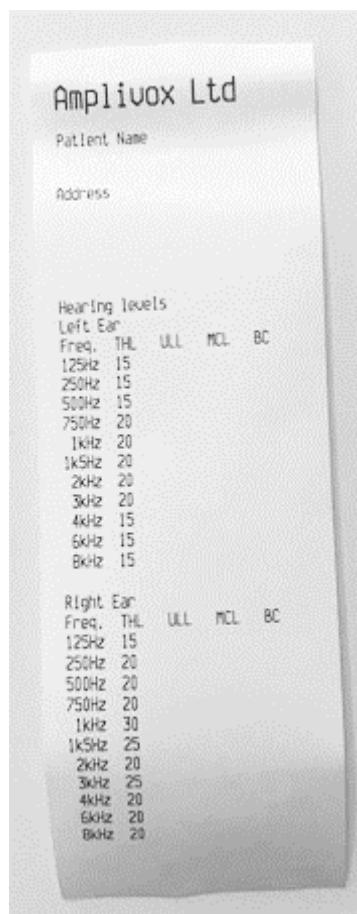 Amplivox Ltd
Patient Name
Address
Hearing levels
Left Ear
Freq. THL ULL MCL BC
125Hz 15
250Hz 15
500Hz 15
750Hz 20
1kHz 20
1k5Hz 20
2kHz 20
3kHz 20
4kHz 15
6kHz 15
8kHz 15
Right Ear
Freq. THL ULL MCL BC
125Hz 15
250Hz 20
500Hz 20
750Hz 20
1kHz 30
1k5Hz 25
2kHz 20
3kHz 25
4kHz 20
6kHz 20
8kHz 20